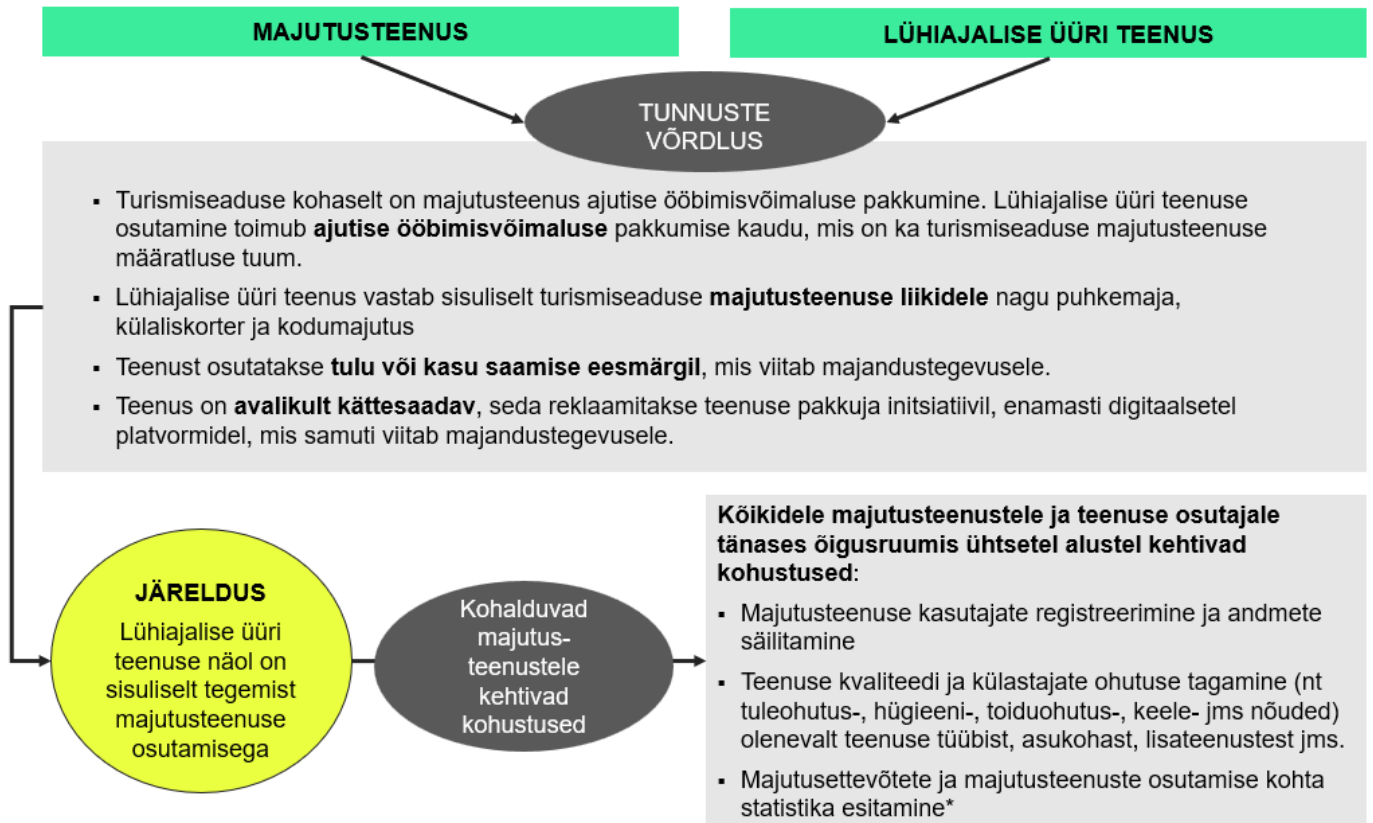 MAJUTUSTEENUS
LÜHIAJALISE ÜÜRI TEENUS
TUNNUSTE
VÕRDLUS
▪ Turismiseaduse kohaselt on majutusteenus ajutise ööbimisvõimaluse pakkumine. Lühiajalise üüri teenuse
osutamine toimub ajutise ööbimisvõimaluse pakkumise kaudu, mis on ka turismiseaduse majutusteenuse
määratluse tuum.
▪ Lühiajalise üüri teenus vastab sisuliselt turismiseaduse majutusteenuse liikidele nagu puhkemaja,
külaliskorter ja kodumajutus
▪ Teenust osutatakse tulu või kasu saamise eesmärgil, mis viitab majandustegevusele.
▪ Teenus on avalikult kättesaadav, seda reklaamitakse teenuse pakkuja initsiatiivil, enamasti digitaalsetel
platvormidel, mis samuti viitab majandustegevusele.
JÄRELDUS
Lühiajalise üüri
teenuse näol on
sisuliselt tegemist
majutusteenuse
osutamisega
Kohalduvad
majutus-
teenustele
kehtivad
kohustused
Kõikidele majutusteenustele ja teenuse osutajale
tänases õigusruumis ühtsetel alustel kehtivad
kohustused:
▪ Majutusteenuse kasutajate registreerimine ja andmete
säilitamine
▪ Teenuse kvaliteedi ja külastajate ohutuse tagamine (nt
tuleohutus-, hügieeni-, toiduohutus-, keele- jms nõuded)
olenevalt teenuse tüübist, asukohast, lisateenustest jms.
▪ Majutusettevõtete ja majutusteenuste osutamise kohta
statistika esitamine*